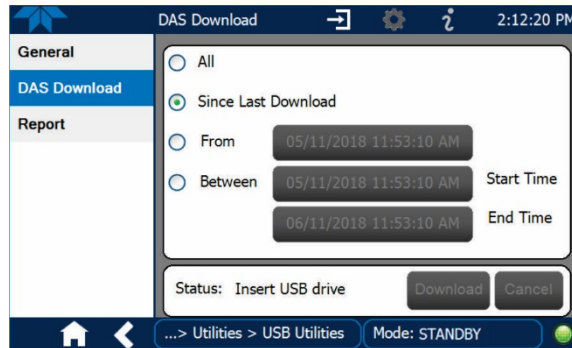 DAS Download 2:12:20 PM
General
DAS Download
Report
All
Since Last Download
From 05/11/2018 11:53:10 AM
Between 05/11/2018 11:53:10 AM Start Time
06/11/2018 11:53:10 AM End Time
Status: Insert USB drive Download Cancel
...> Utilities > USB Utilities Mode: STANDBY